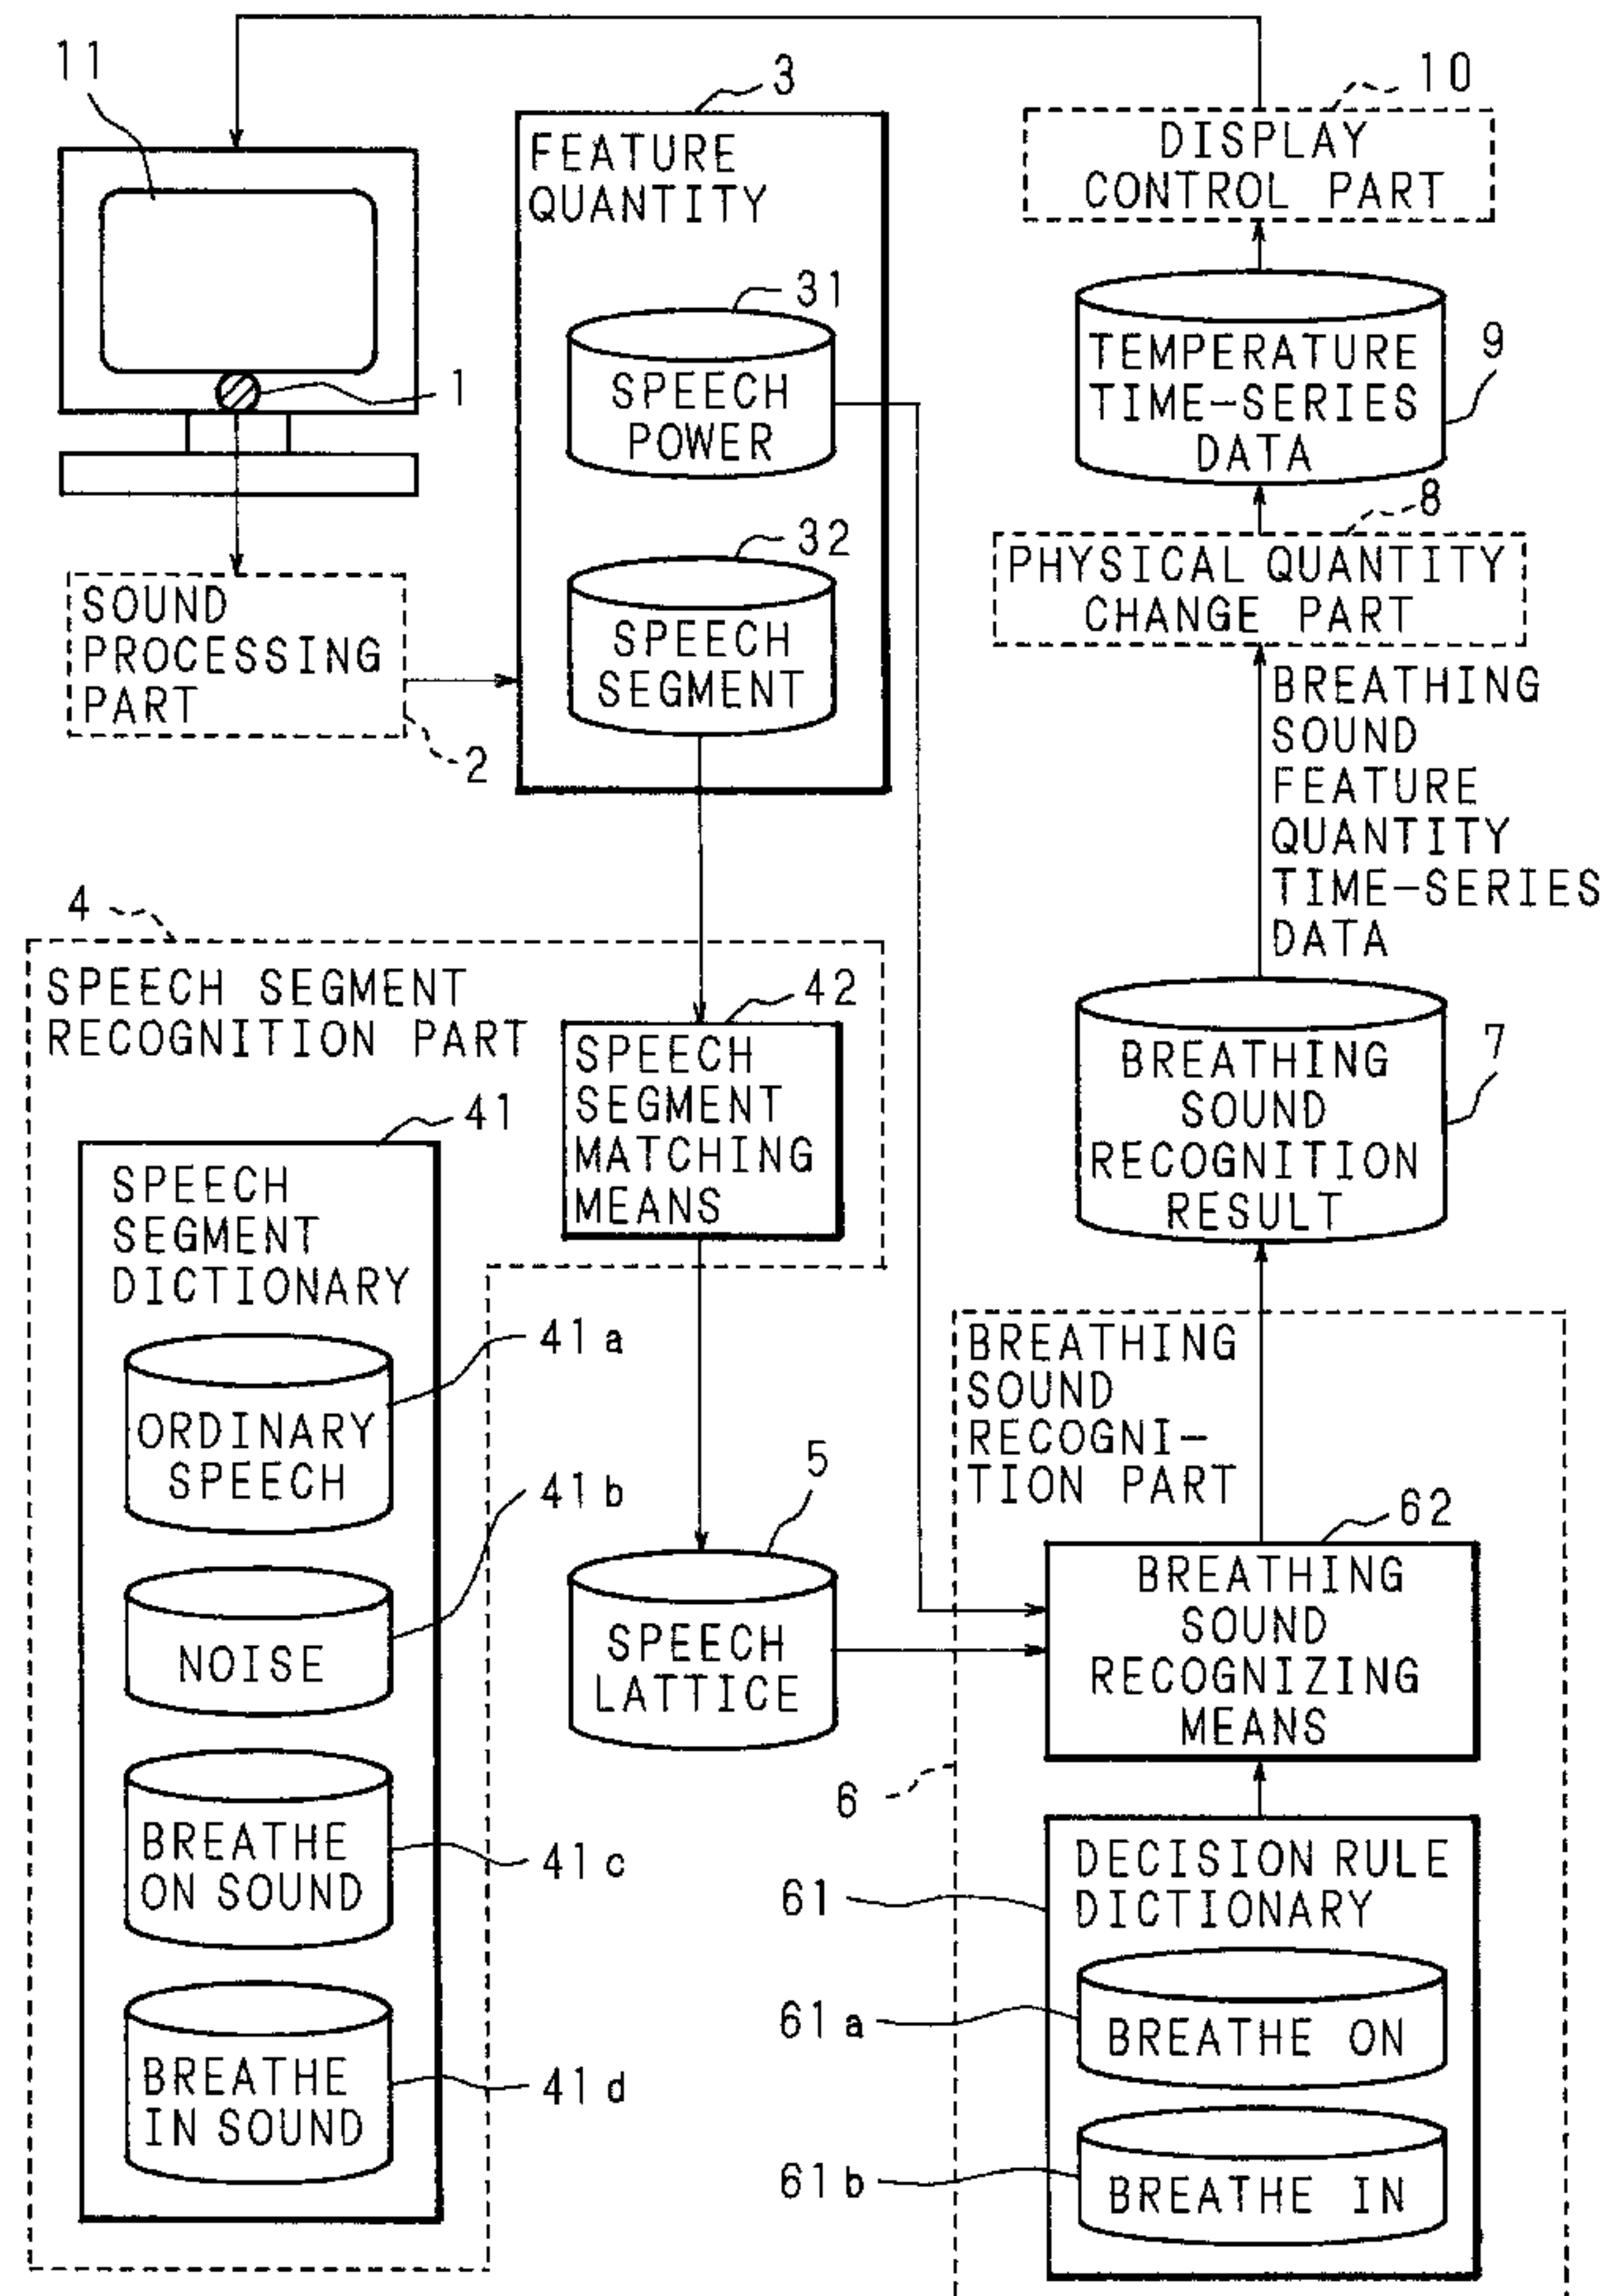 11
1
SOUND
PROCESSING
PART
2
3
FEATURE
QUANTITY
31
SPEECH
POWER
32
SPEECH
SEGMENT
10
DISPLAY
CONTROL PART
TEMPERATURE
TIME-SERIES
DATA
9
8
PHYSICAL QUANTITY
CHANGE PART
BREATHING
SOUND
FEATURE
QUANTITY
TIME-SERIES
DATA
BREATHING
SOUND
RECOGNITION
RESULT
7
4
SPEECH SEGMENT
RECOGNITION PART
42
SPEECH
SEGMENT
MATCHING
MEANS
41
SPEECH
SEGMENT
DICTIONARY
41a
ORDINARY
SPEECH
41b
NOISE
41c
BREATHE
ON SOUND
41d
BREATHE
IN SOUND
5
SPEECH
LATTICE
BREATHING
SOUND
RECOGNI-
TION PART
62
BREATHING
SOUND
RECOGNIZING
MEANS
6
61
DECISION RULE
DICTIONARY
61a
BREATHE ON
61b
BREATHE IN